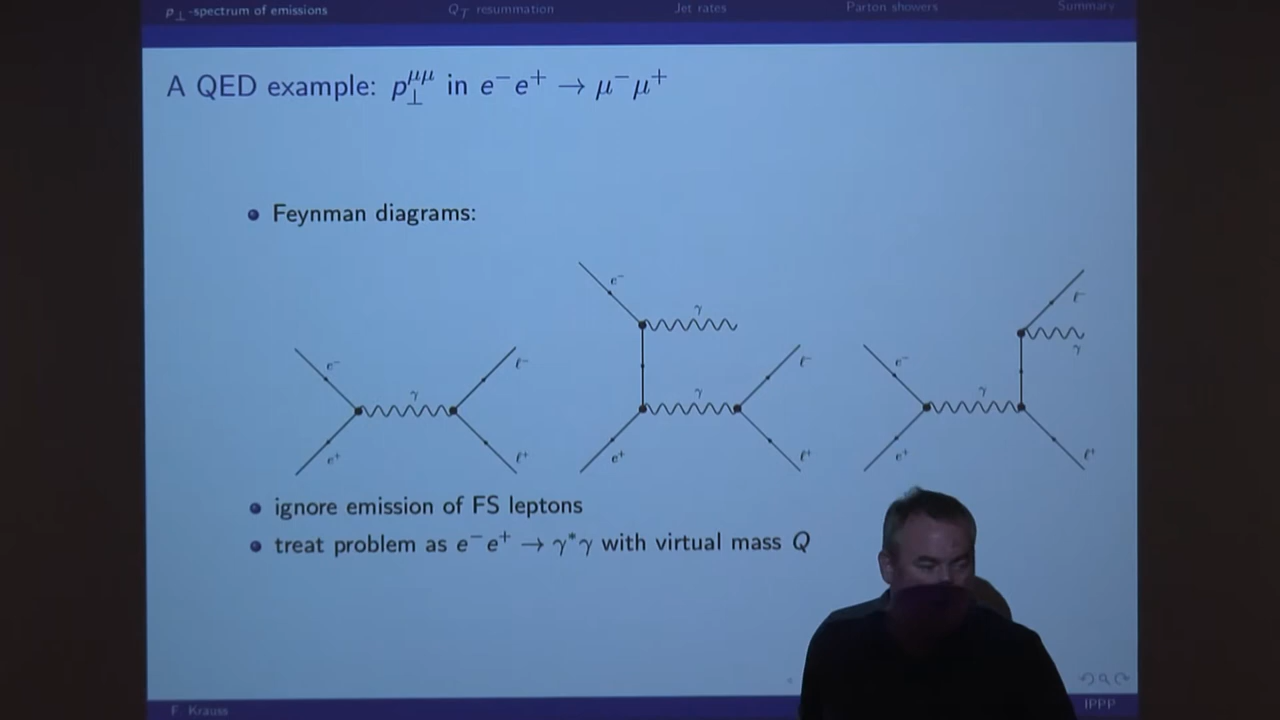 p⊥-spectrum of emissions Q_T resummation Jet rates Parton showers Summary
A QED example: p⊥^μμ in e⁻e⁺ → μ⁻μ⁺
Feynman diagrams:
e⁻ γ
e⁻ γ ℓ⁻
e⁺ ℓ⁺
e⁻ γ ℓ⁻
e⁺ ℓ⁺
ℓ⁻
γ
e⁻ γ
e⁺ ℓ⁺
ignore emission of FS leptons
treat problem as e⁻e⁺ → γ*γ with virtual mass Q
F. Krauss IPPP